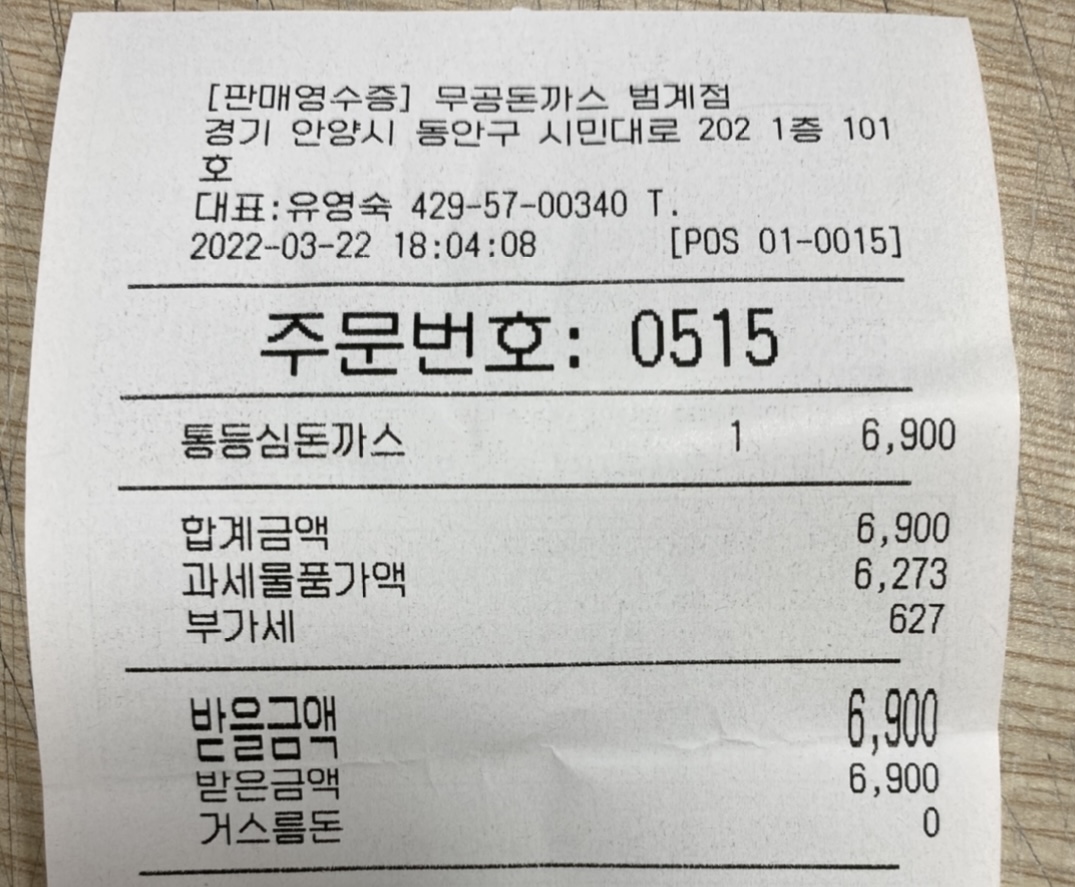 [판매영수증] 무공돈까스 범계점
경기 안양시 동안구 시민대로 202 1층 101
호
대표:유영숙 429-57-00340 T.
2022-03-22 18:04:08 [POS 01-0015]
주문번호: 0515
통등심돈까스 1 6,900
합계금액 6,900
과세물품가액 6,273
부가세 627
받을금액 6,900
받은금액 6,900
거스름돈 0